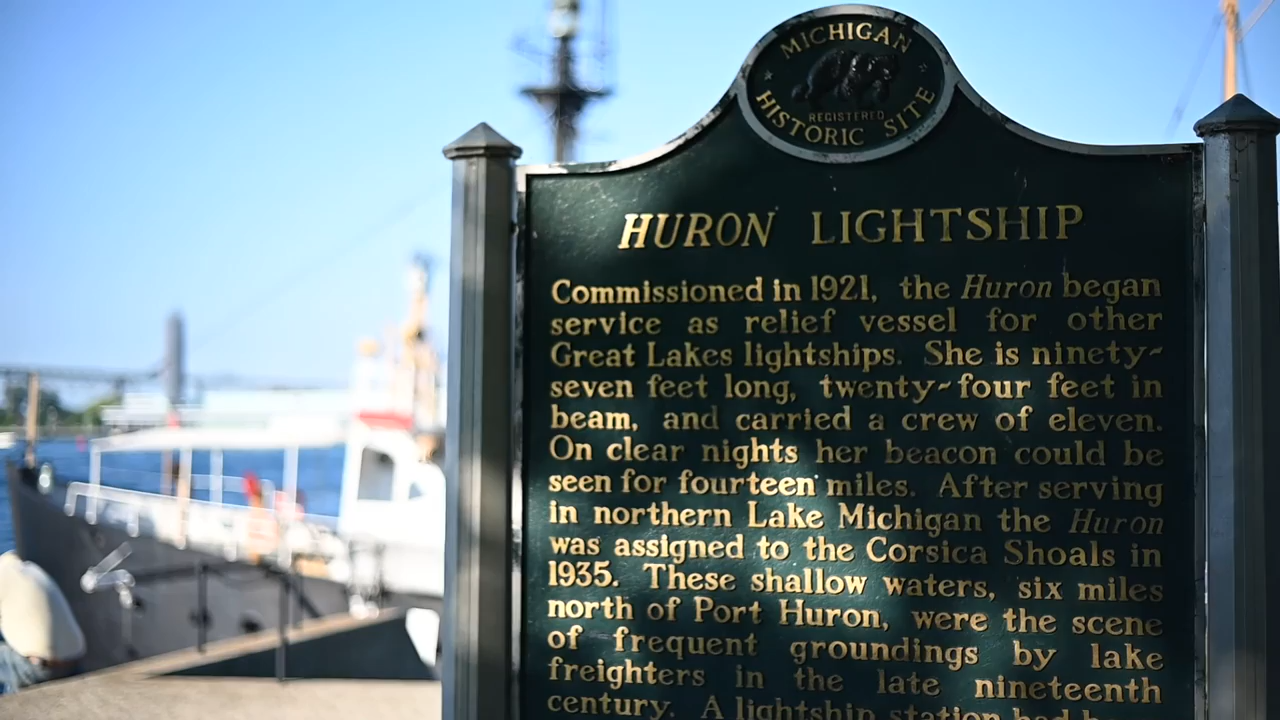 MICHIGAN
REGISTERED
HISTORIC SITE
HURON LIGHTSHIP
Commissioned in 1921, the Huron began
service as relief vessel for other
Great Lakes lightships. She is ninety-
seven feet long, twenty-four feet in
beam, and carried a crew of eleven.
On clear nights her beacon could be
seen for fourteen miles. After serving
in northern Lake Michigan the Huron
was assigned to the Corsica Shoals in
1935. These shallow waters, six miles
north of Port Huron, were the scene
of frequent groundings by lake
freighters in the late nineteenth
century. A lightship station had